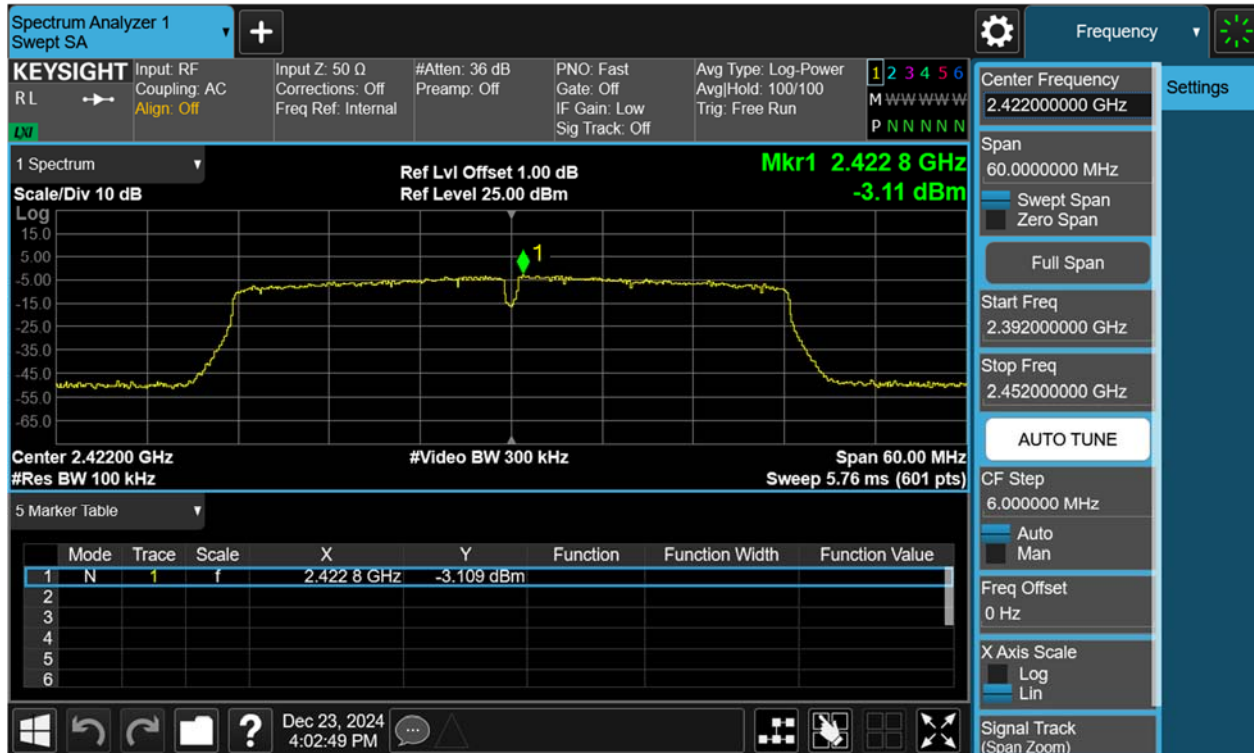 Spectrum Analyzer 1
Swept SA
+
Frequency
KEYSIGHT
RL
LXI
Input: RF
Coupling: AC
Align: Off
Input Z: 50 Ω
Corrections: Off
Freq Ref: Internal
#Atten: 36 dB
Preamp: Off
PNO: Fast
Gate: Off
IF Gain: Low
Sig Track: Off
Avg Type: Log-Power
Avg|Hold: 100/100
Trig: Free Run
1 2 3 4 5 6
M W W W W W
P N N N N N
1 Spectrum
Scale/Div 10 dB
Ref Lvl Offset 1.00 dB
Ref Level 25.00 dBm
Mkr1 2.422 8 GHz
-3.11 dBm
Log
15.0
5.00
-5.00
-15.0
-25.0
-35.0
-45.0
-55.0
-65.0
1
Center 2.42200 GHz
#Res BW 100 kHz
#Video BW 300 kHz
Span 60.00 MHz
Sweep 5.76 ms (601 pts)
5 Marker Table
Mode Trace Scale X Y Function Function Width Function Value
1 N 1 f 2.422 8 GHz -3.109 dBm
2
3
4
5
6
?
Dec 23, 2024
4:02:49 PM
Center Frequency
2.422000000 GHz
Span
60.0000000 MHz
Swept Span
Zero Span
Full Span
Start Freq
2.392000000 GHz
Stop Freq
2.452000000 GHz
AUTO TUNE
CF Step
6.000000 MHz
Auto
Man
Freq Offset
0 Hz
X Axis Scale
Log
Lin
Signal Track
(Span Zoom)
Settings